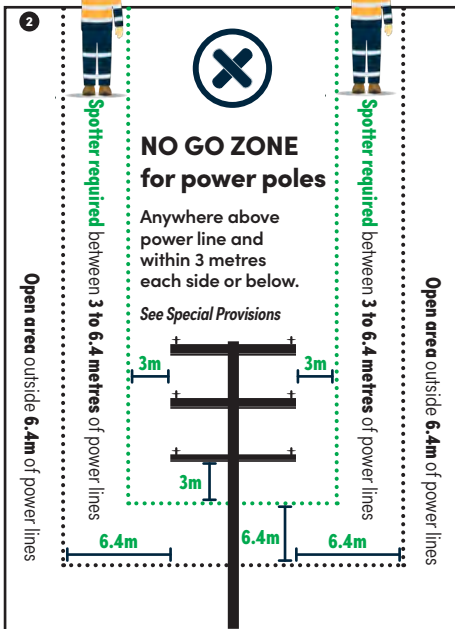 2
NO GO ZONE
for power poles
Anywhere above
power line and
within 3 metres
each side or below.
See Special Provisions
Open area outside 6.4m of power lines
Spotter required between 3 to 6.4 metres of power lines
Spotter required between 3 to 6.4 metres of power lines
Open area outside 6.4m of power lines
3m
3m
3m
6.4m
6.4m
6.4m